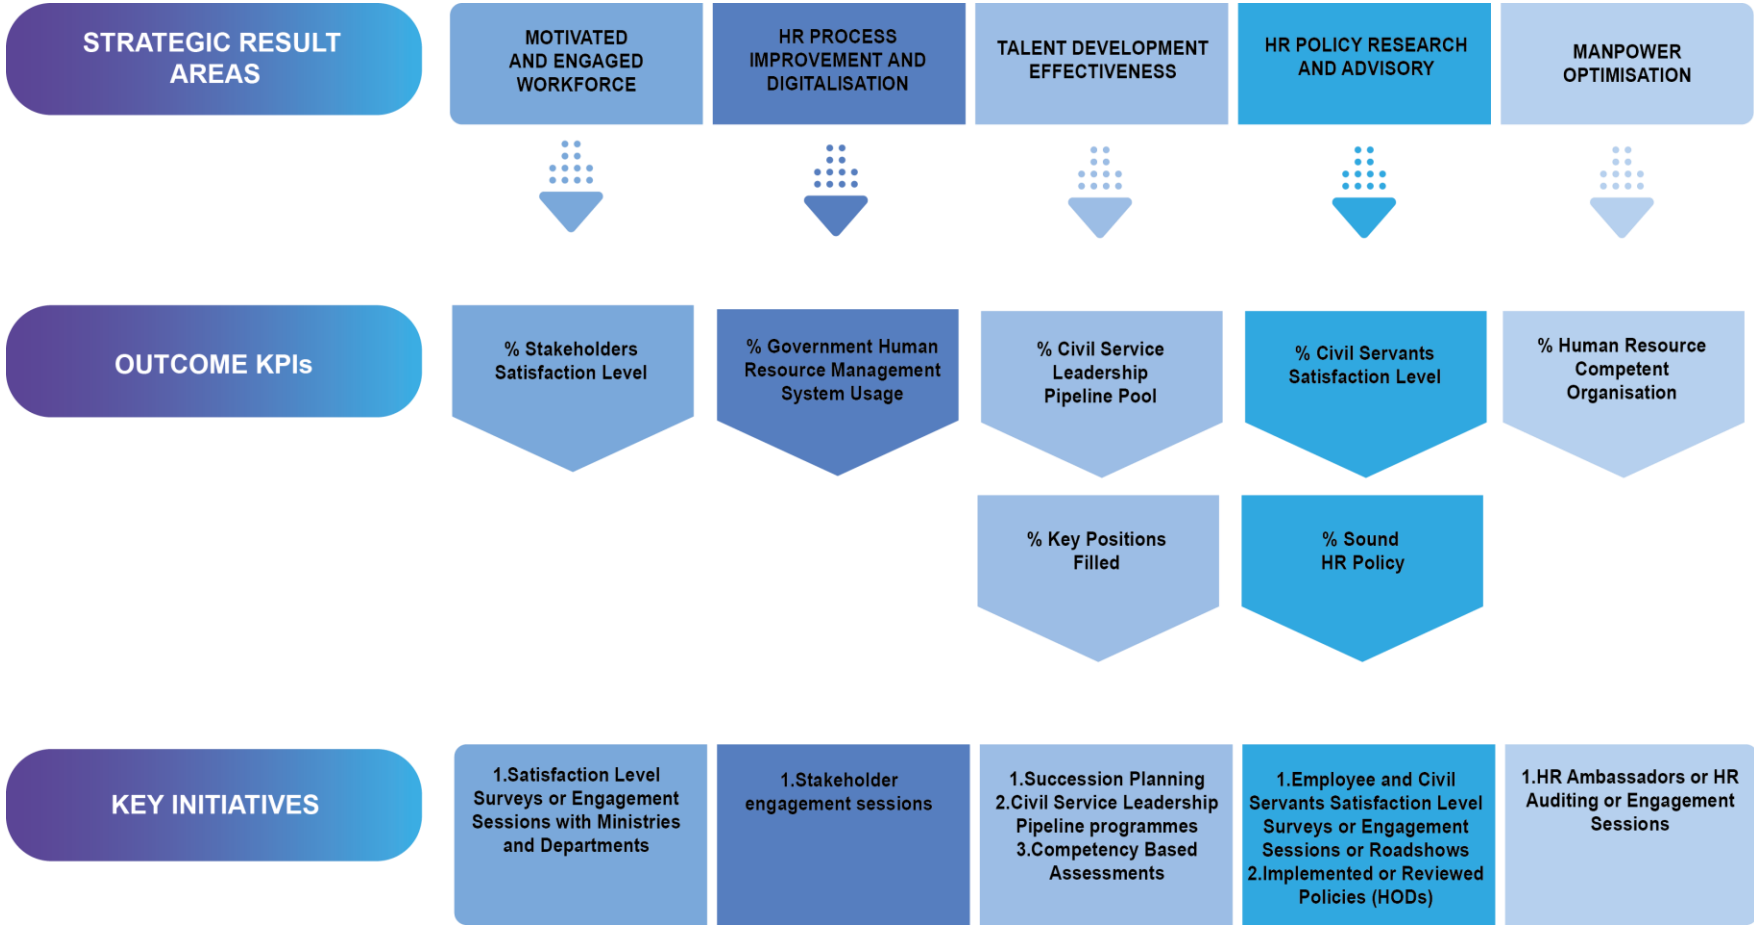 STRATEGIC RESULT
AREAS
MOTIVATED
AND ENGAGED
WORKFORCE
HR PROCESS
IMPROVEMENT AND
DIGITALISATION
TALENT DEVELOPMENT
EFFECTIVENESS
HR POLICY RESEARCH
AND ADVISORY
MANPOWER
OPTIMISATION
OUTCOME KPIs
% Stakeholders
Satisfaction Level
% Government Human
Resource Management
System Usage
% Civil Service
Leadership
Pipeline Pool
% Civil Servants
Satisfaction Level
% Human Resource
Competent
Organisation
% Key Positions
Filled
% Sound
HR Policy
KEY INITIATIVES
1.Satisfaction Level
Surveys or Engagement
Sessions with Ministries
and Departments
1.Stakeholder
engagement sessions
1.Succession Planning
2.Civil Service Leadership
Pipeline programmes
3.Competency Based
Assessments
1.Employee and Civil
Servants Satisfaction Level
Surveys or Engagement
Sessions or Roadshows
2.Implemented or Reviewed
Policies (HODs)
1.HR Ambassadors or HR
Auditing or Engagement
Sessions